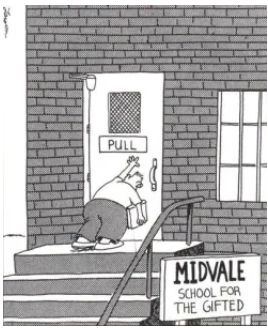 PULL
MIDVALE
SCHOOL FOR
THE GIFTED